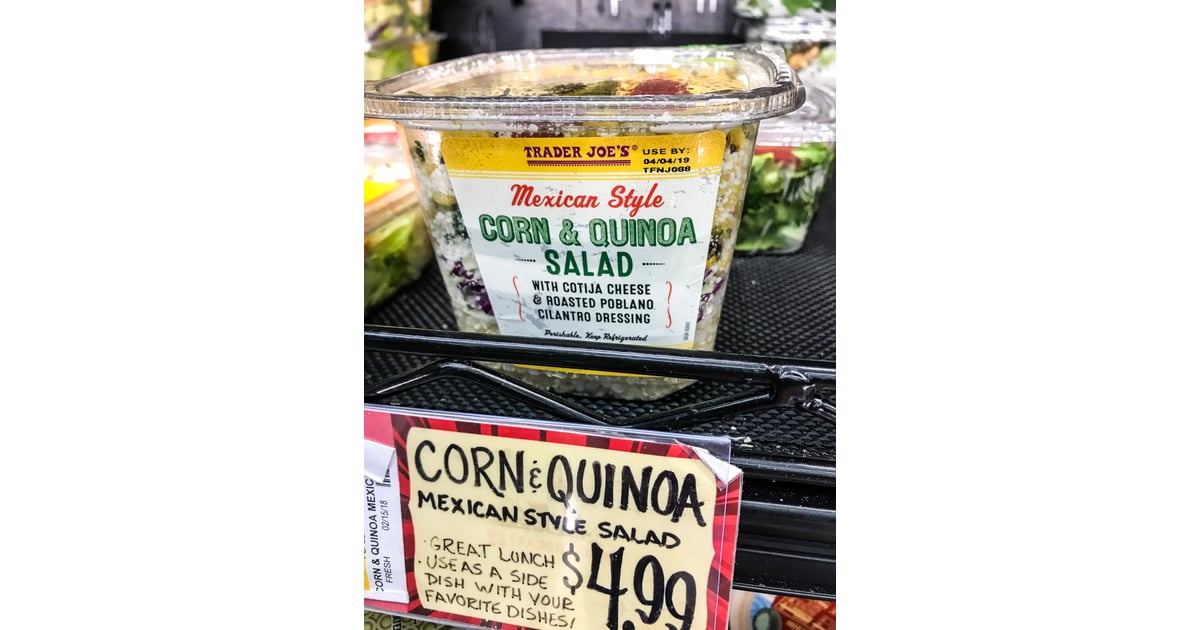 TRADER JOE'S®
USE BY:
04/04/19
TFNJ088
Mexican Style
CORN & QUINOA
SALAD
WITH COTIJA CHEESE
& ROASTED POBLANO
CILANTRO DRESSING
Perishable, Keep Refrigerated
CORN & QUINOA
MEXICAN STYLE SALAD
· GREAT LUNCH
· USE AS A SIDE
DISH WITH YOUR
FAVORITE DISHES!
$4.99
CORN & QUINOA MEXIC
02/15/18
FRESH